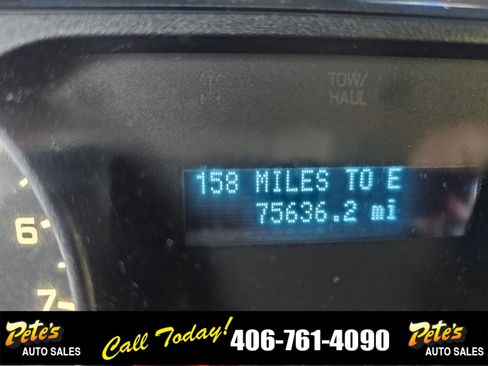 TOW/
HAUL
158 MILES TO E
75636.2 mi
6
7
Pete's
AUTO SALES
Call Today! 406-761-4090
Pete's
AUTO SALES